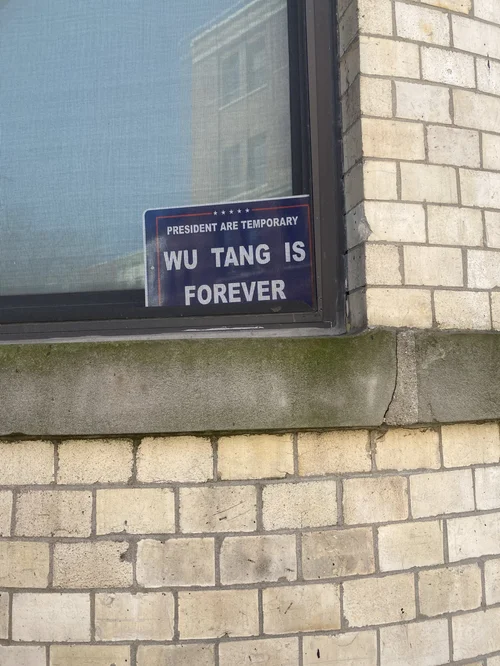 PRESIDENT ARE TEMPORARY
WU TANG IS
FOREVER